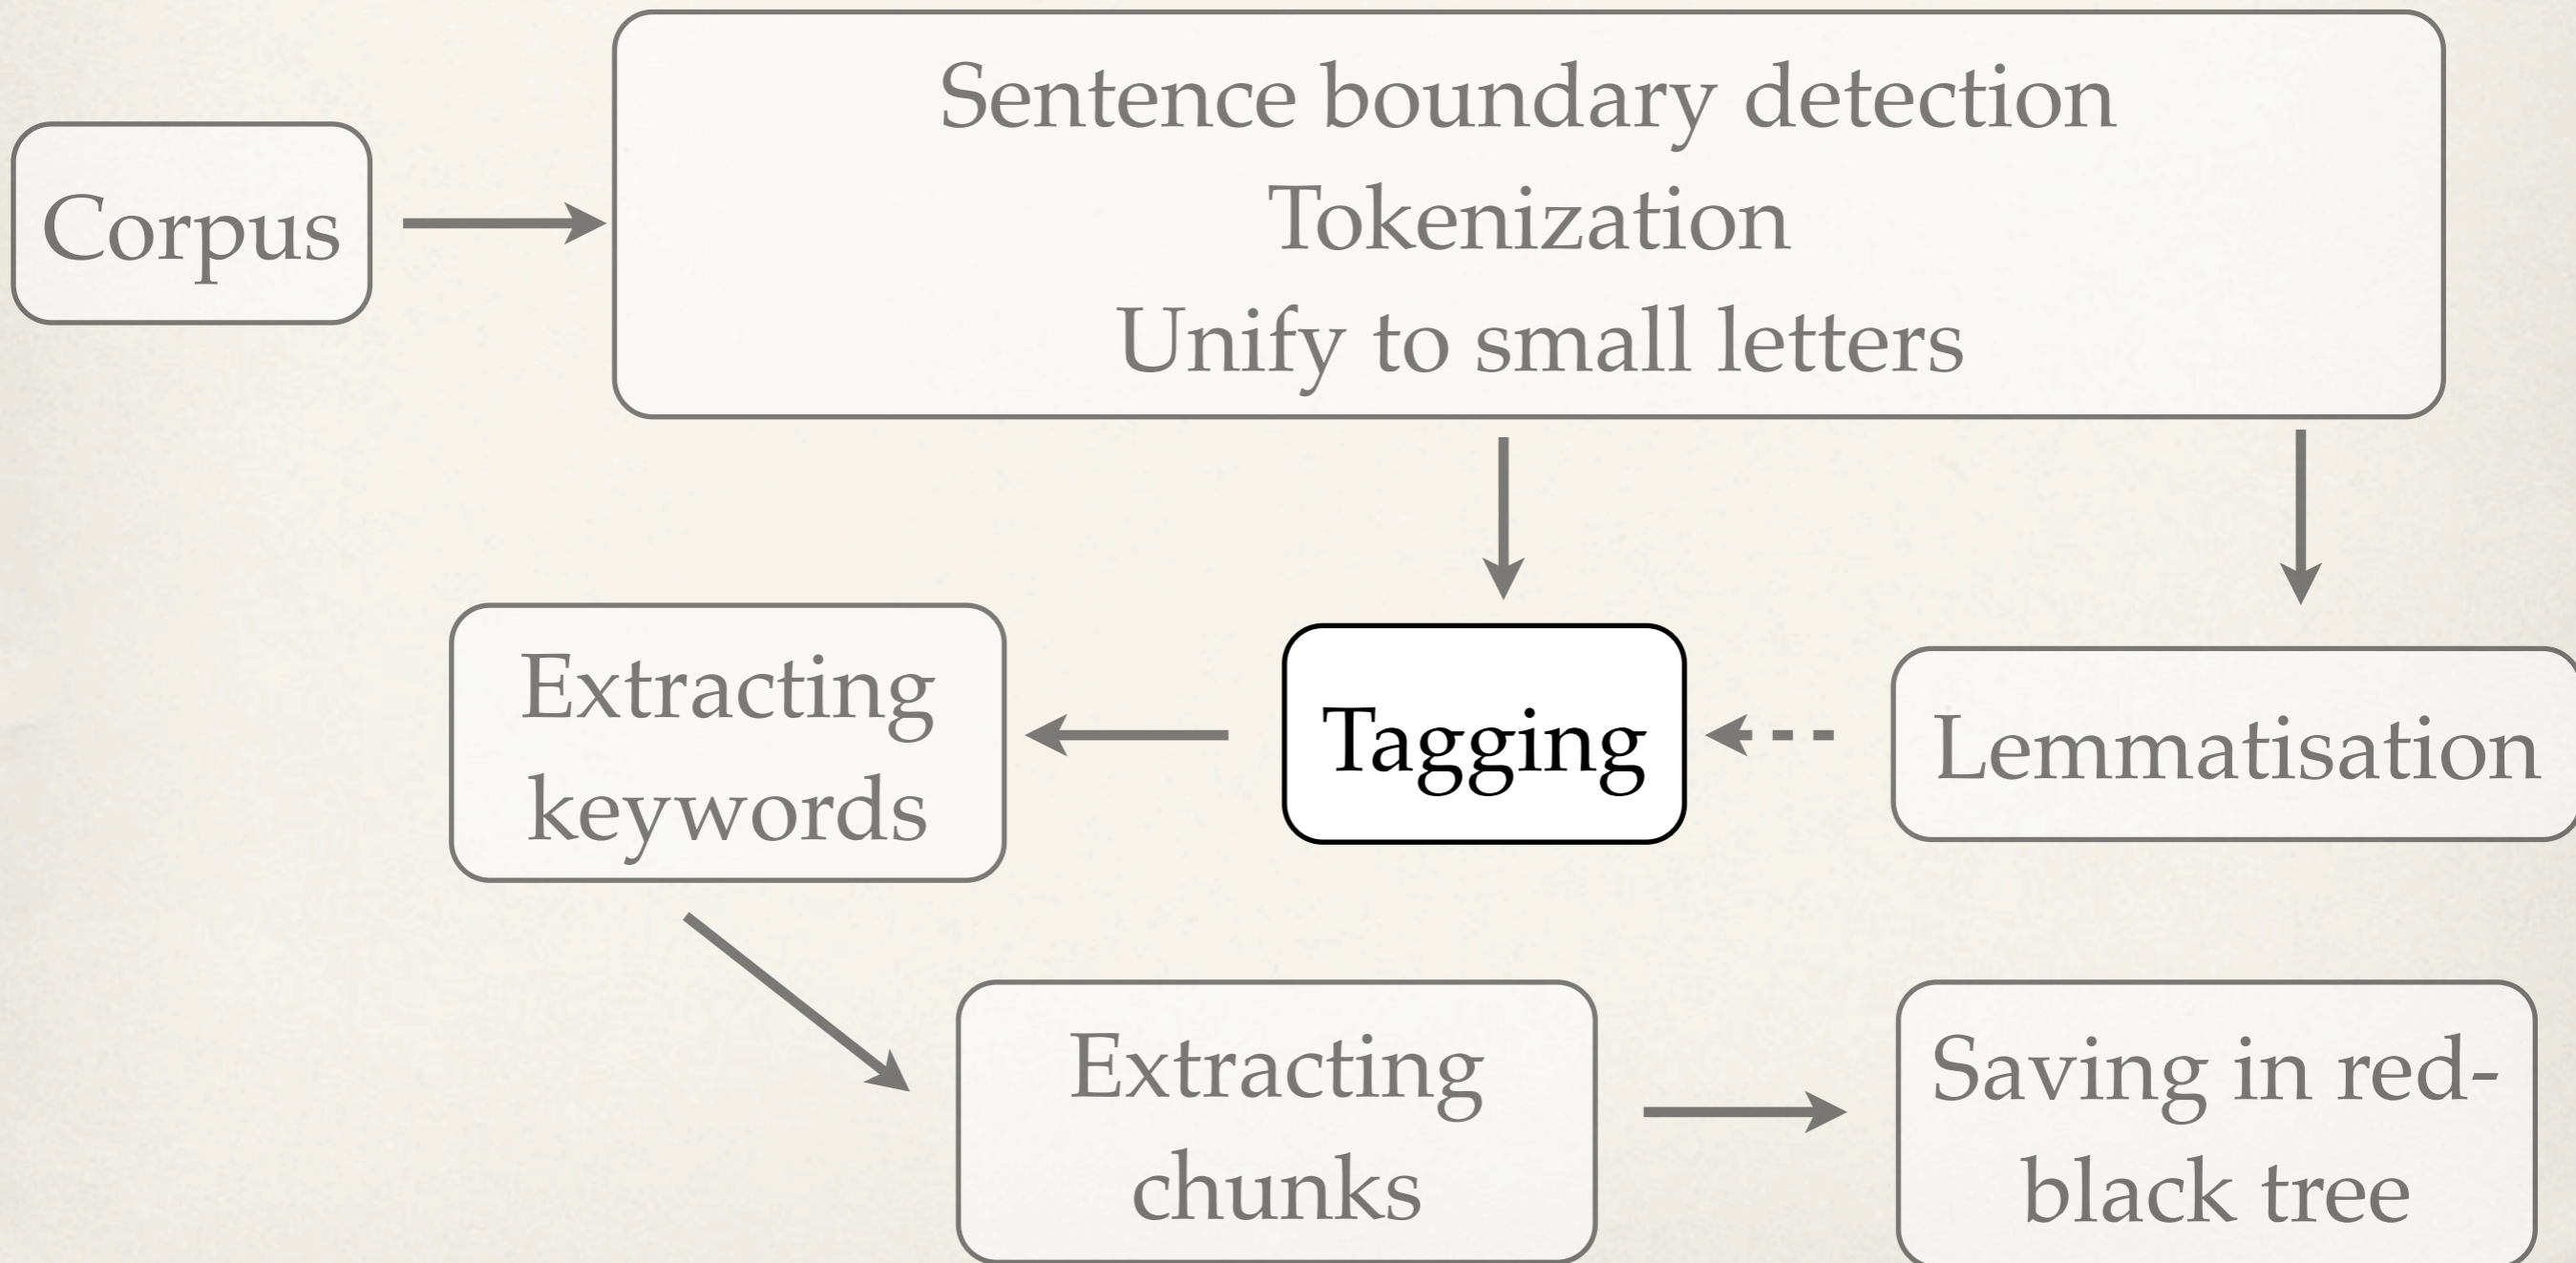 Corpus
Sentence boundary detection
Tokenization
Unify to small letters
Extracting
keywords
Tagging
Lemmatisation
Extracting
chunks
Saving in red-
black tree